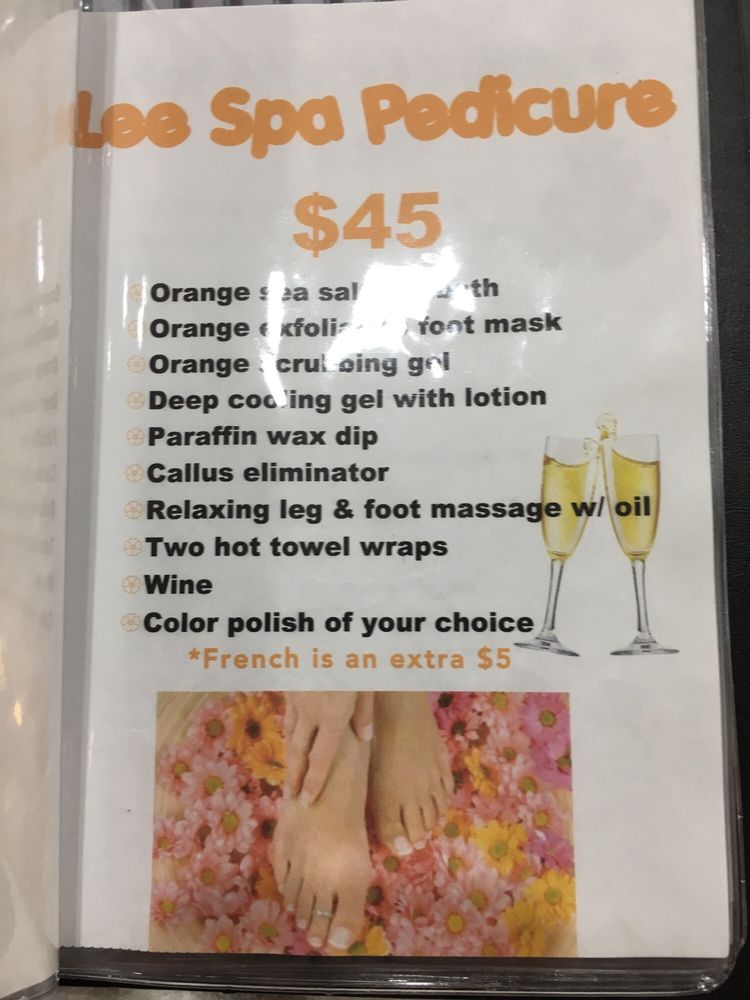 Lee Spa Pedicure
$45
Orange sea
Orange foot mask
Orange scrubbing gel
Deep cooling gel with lotion
Paraffin wax dip
Callus eliminator
Relaxing leg & foot massage w/ oil
Two hot towel wraps
Wine
Color polish of your choice
*French is an extra $5